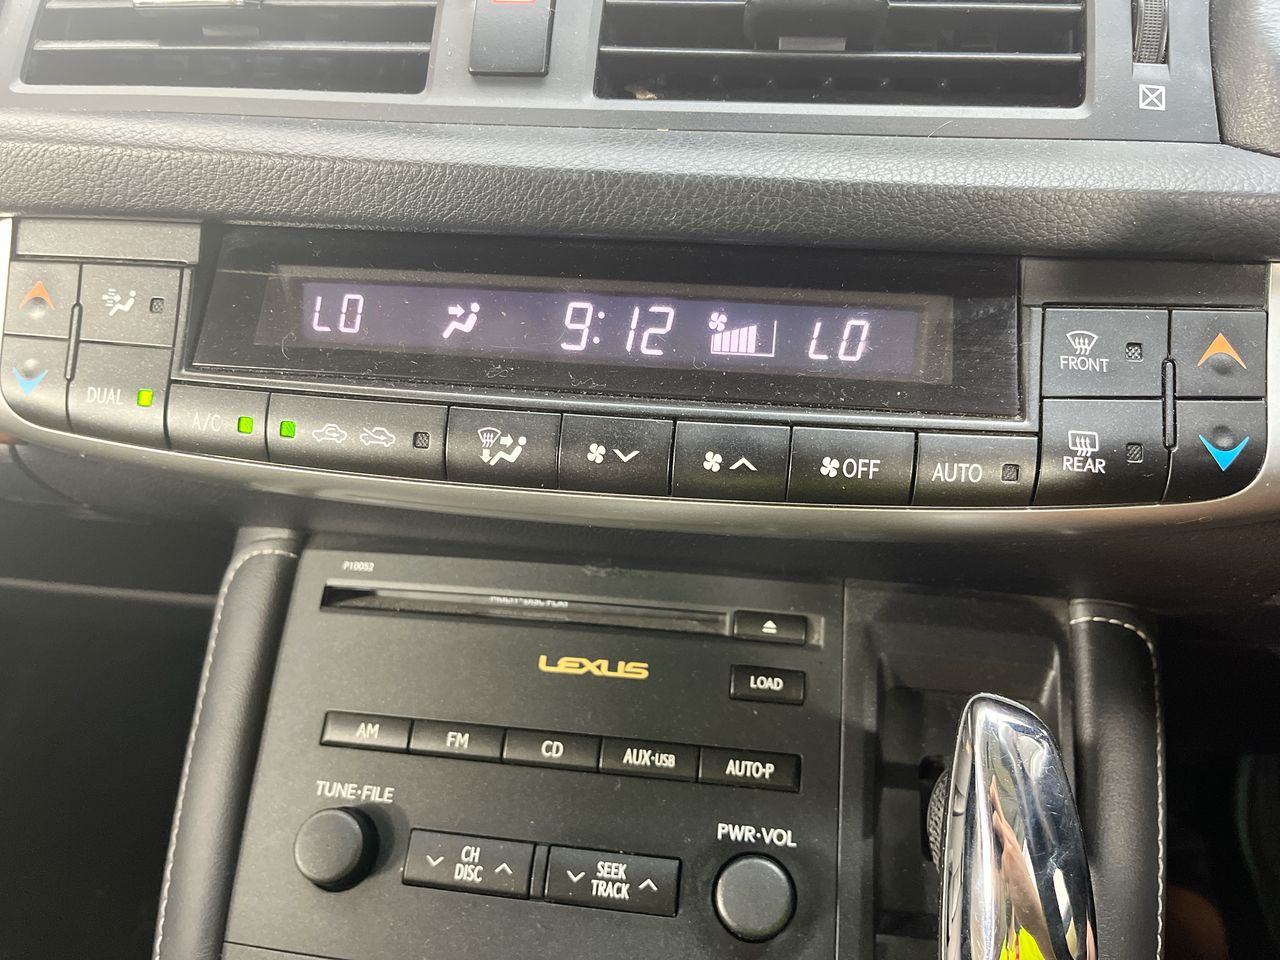 LO 9:12 LO
DUAL
A/C
OFF
AUTO
FRONT
REAR
P10052
LEXUS
LOAD
AM FM CD AUX·USB AUTO·P
TUNE·FILE
CH
DISC
SEEK
TRACK
PWR·VOL